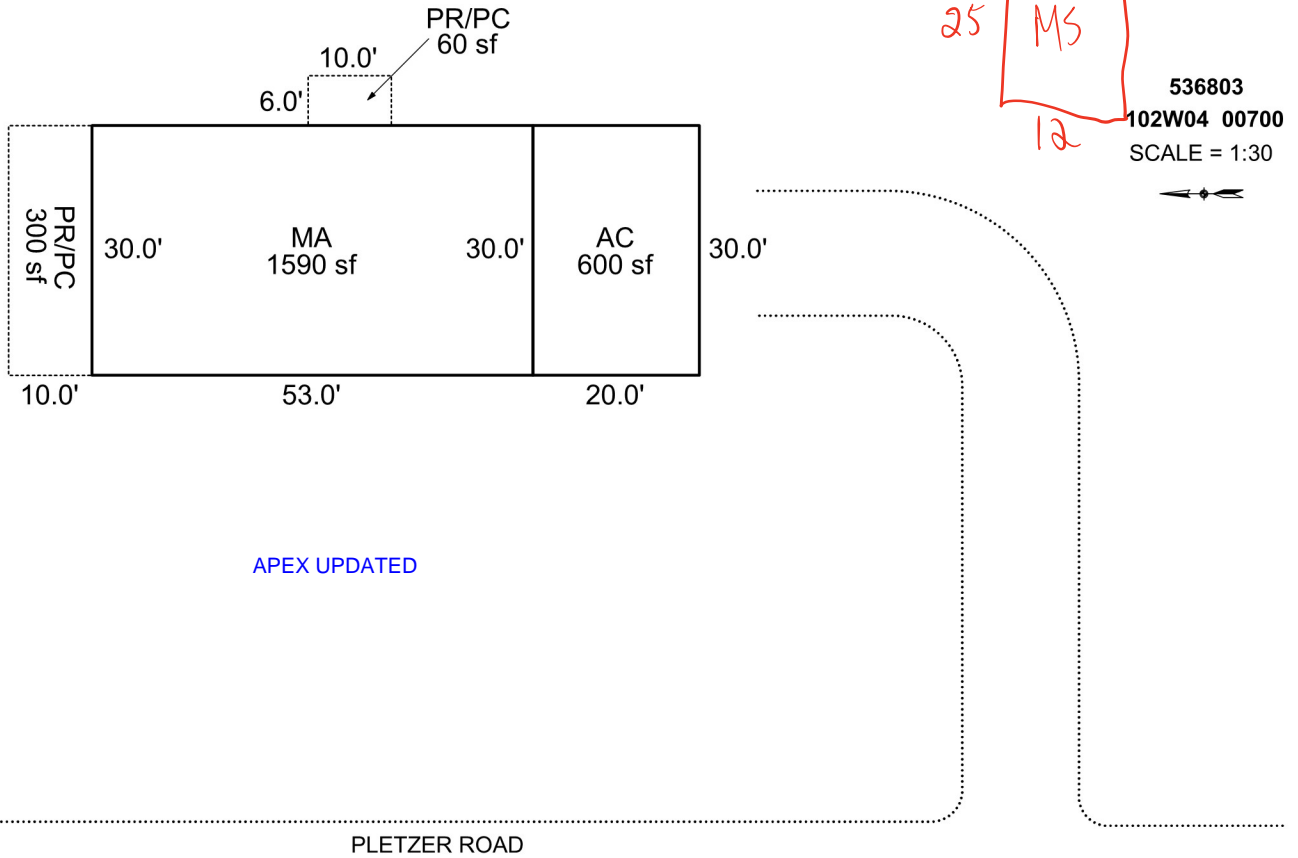 PR/PC
60 sf
10.0'
6.0'
25
MS
12
536803
102W04 00700
SCALE = 1:30
PR/PC
300 sf
30.0'
MA
1590 sf
30.0'
AC
600 sf
30.0'
10.0'
53.0'
20.0'
APEX UPDATED
PLETZER ROAD